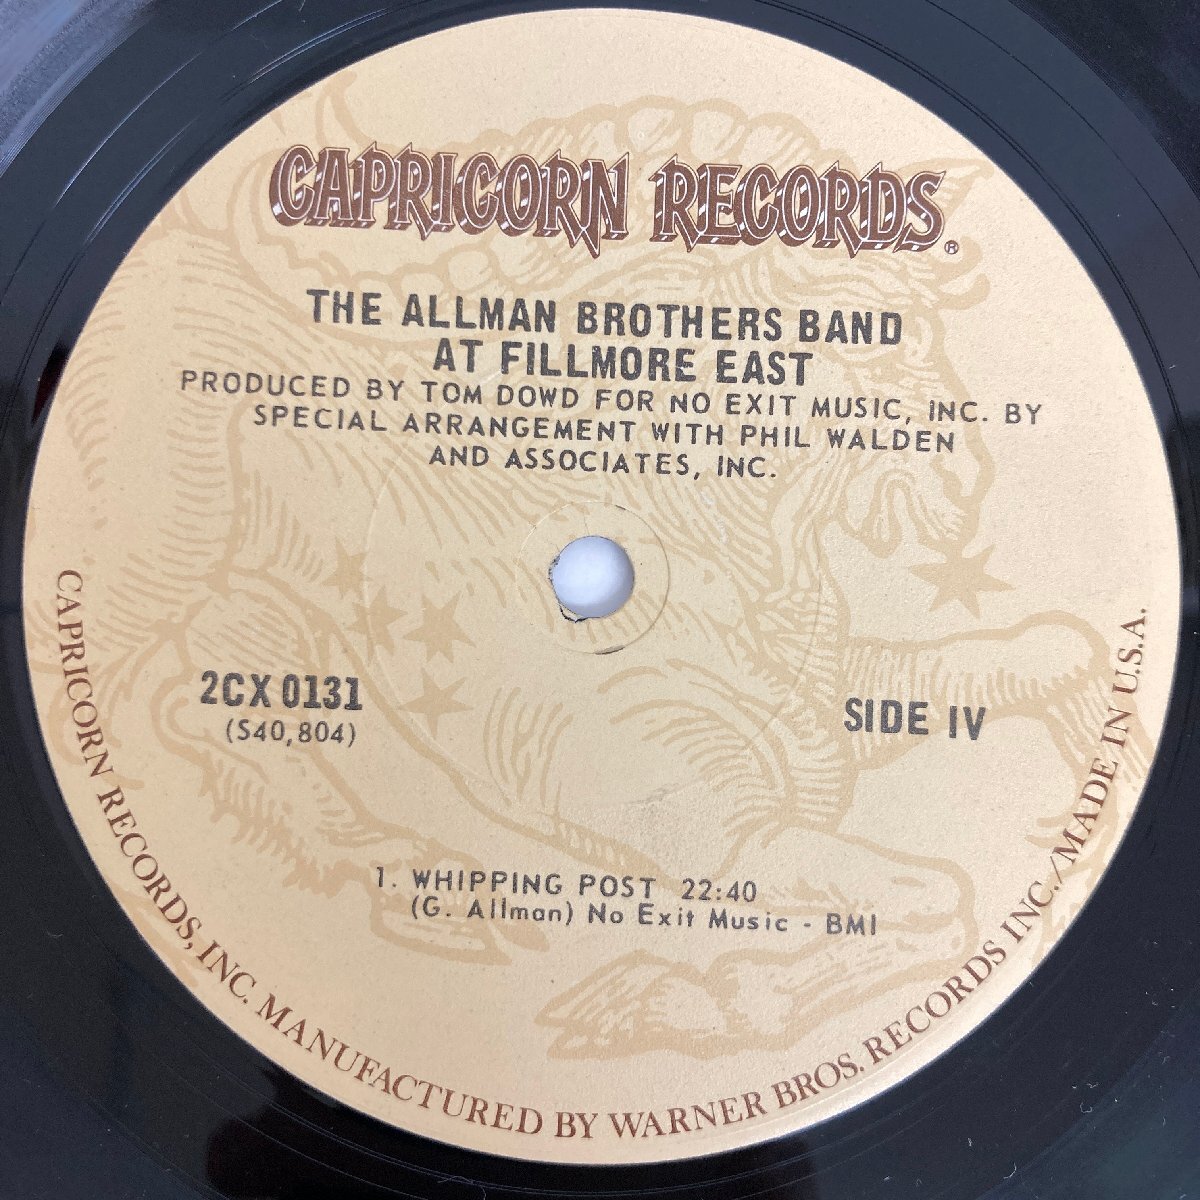 CAPRICORN RECORDS®
THE ALLMAN BROTHERS BAND
AT FILLMORE EAST
PRODUCED BY TOM DOWD FOR NO EXIT MUSIC, INC. BY
SPECIAL ARRANGEMENT WITH PHIL WALDEN
AND ASSOCIATES, INC.
2CX 0131
(S40,804)
SIDE IV
1. WHIPPING POST 22:40
(G. Allman) No Exit Music - BMI
CAPRICORN RECORDS, INC. MANUFACTURED BY WARNER BROS. RECORDS INC./MADE IN U.S.A.